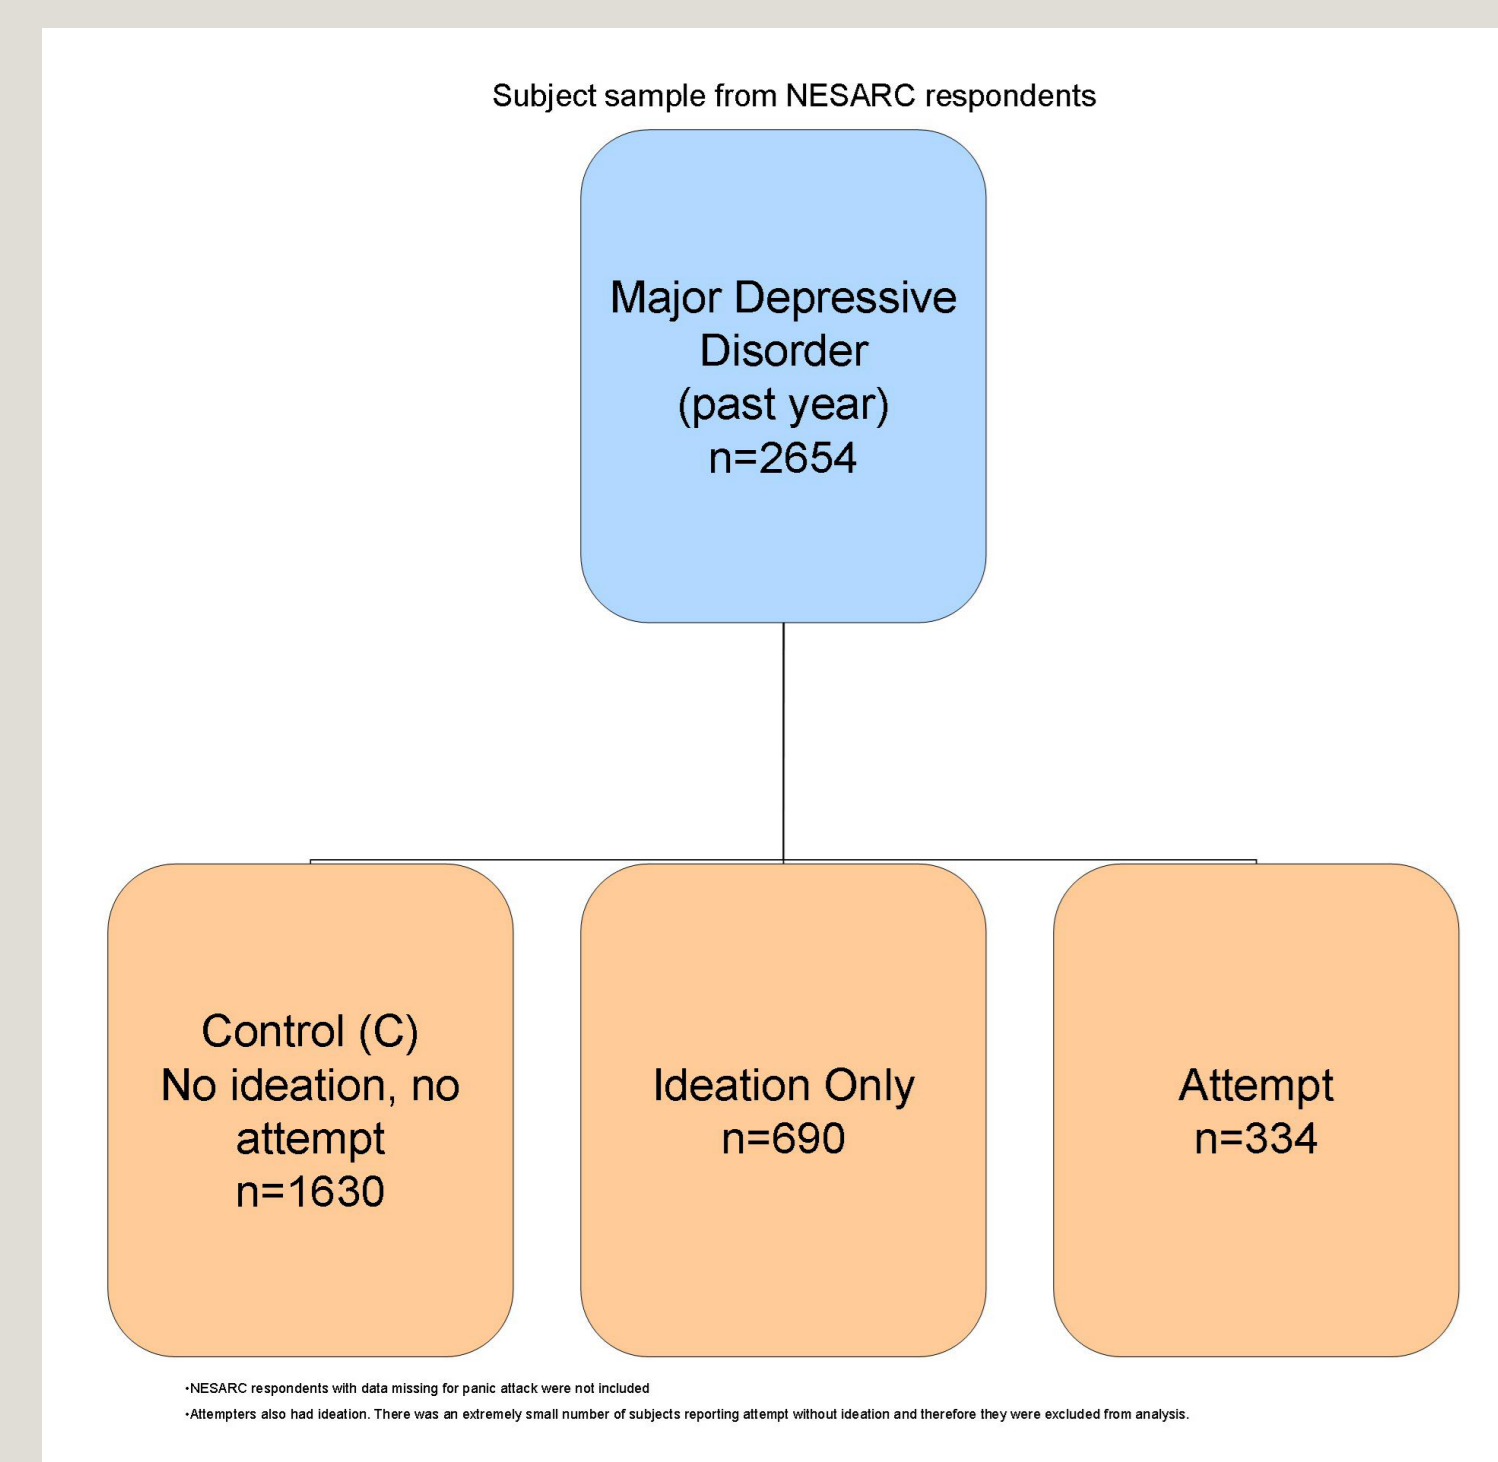 Subject sample from NESARC respondents
Major Depressive
Disorder
(past year)
n=2654
Control (C)
No ideation, no
attempt
n=1630
Ideation Only
n=690
Attempt
n=334
•NESARC respondents with data missing for panic attack were not included
•Attempters also had ideation. There was an extremely small number of subjects reporting attempt without ideation and therefore they were excluded from analysis.